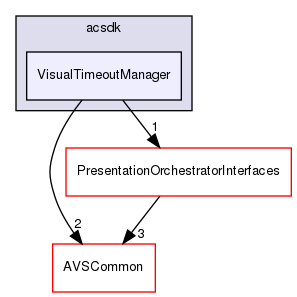 acsdk
VisualTimeoutManager
1
PresentationOrchestratorInterfaces
2
3
AVSCommon